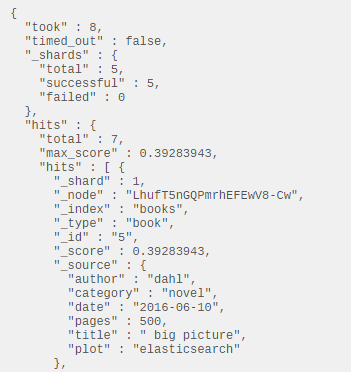 {
  "took" : 8,
  "timed_out" : false,
  "_shards" : {
    "total" : 5,
    "successful" : 5,
    "failed" : 0
  },
  "hits" : {
    "total" : 7,
    "max_score" : 0.39283943,
    "hits" : [ {
      "_shard" : 1,
      "_node" : "LhufT5nGQPmrhEFEwV8-Cw",
      "_index" : "books",
      "_type" : "book",
      "_id" : "5",
      "_score" : 0.39283943,
      "_source" : {
        "author" : "dahl",
        "category" : "novel",
        "date" : "2016-06-10",
        "pages" : 500,
        "title" : " big picture",
        "plot" : "elasticsearch"
      },